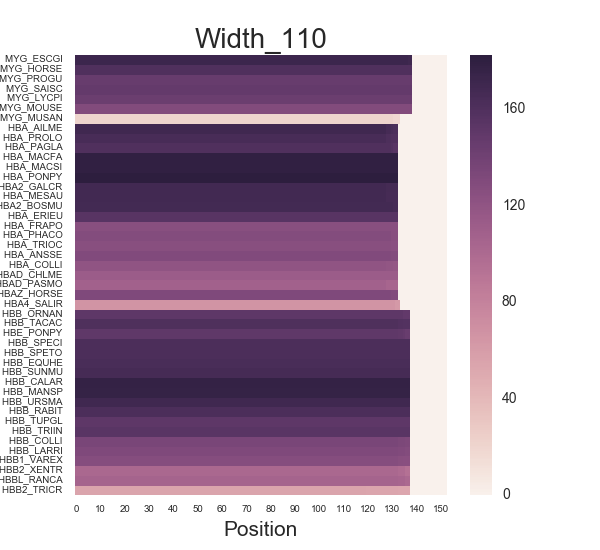 Width_110
MYG_ESCGI
MYG_HORSE
MYG_PROGU
MYG_SAISC
MYG_LYCPI
MYG_MOUSE
MYG_MUSAN
HBA_AILME
HBA_PROLO
HBA_PAGLA
HBA_MACFA
HBA_MACSI
HBA_PONPY
HBA2_GALCR
HBA_MESAU
HBA2_BOSMU
HBA_ERIEU
HBA_FRAPO
HBA_PHACO
HBA_TRIOC
HBA_ANSSE
HBA_COLLI
HBAD_CHLME
HBAD_PASMO
HBAZ_HORSE
HBA4_SALIR
HBB_ORNAN
HBB_TACAC
HBE_PONPY
HBB_SPECI
HBB_SPETO
HBB_EQUHE
HBB_SUNMU
HBB_CALAR
HBB_MANSP
HBB_URSMA
HBB_RABIT
HBB_TUPGL
HBB_TRIIN
HBB_COLLI
HBB_LARRI
HBB1_VAREX
HBB2_XENTR
HBBL_RANCA
HBB2_TRICR
0 10 20 30 40 50 60 70 80 90 100 110 120 130 140 150
Position
160
120
80
40
0